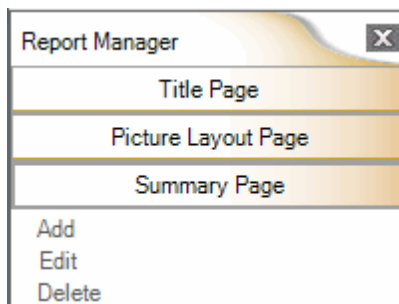 Report Manager
Title Page
Picture Layout Page
Summary Page
Add
Edit
Delete